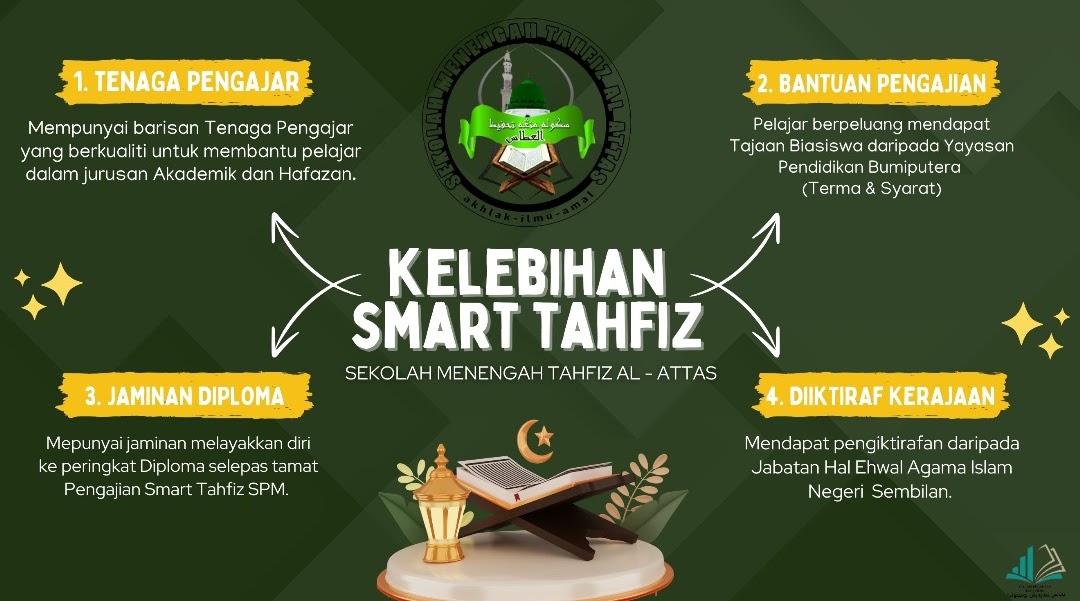 SEKOLAH MENENGAH TAHFIZ AL ATTAS
العطاس
akhlak-ilmu-amal
1. TENAGA PENGAJAR
Mempunyai barisan Tenaga Pengajar
yang berkualiti untuk membantu pelajar
dalam jurusan Akademik dan Hafazan.
2. BANTUAN PENGAJIAN
Pelajar berpeluang mendapat
Tajaan Biasiswa daripada Yayasan
Pendidikan Bumiputera
(Terma & Syarat)
KELEBIHAN
SMART TAHFIZ
SEKOLAH MENENGAH TAHFIZ AL - ATTAS
3. JAMINAN DIPLOMA
Mepunyai jaminan melayakkan diri
ke peringkat Diploma selepas tamat
Pengajian Smart Tahfiz SPM.
4. DIIKTIRAF KERAJAAN
Mendapat pengiktirafan daripada
Jabatan Hal Ehwal Agama Islam
Negeri Sembilan.